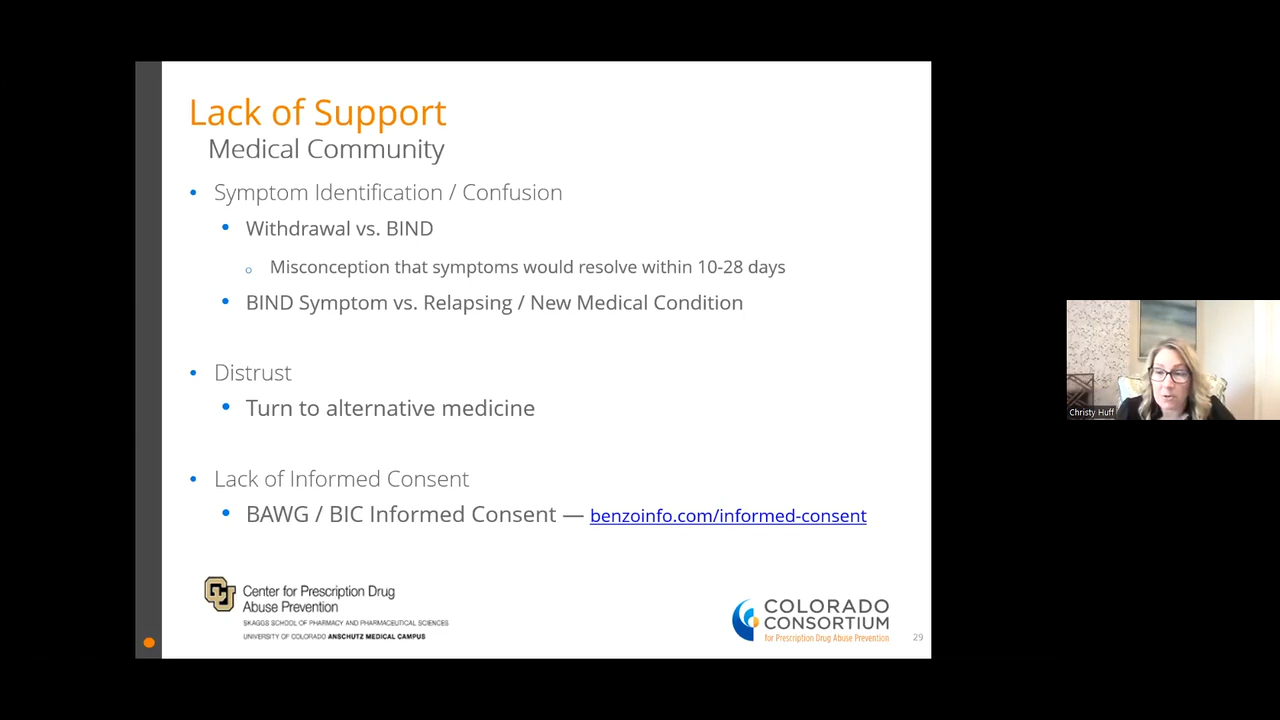 Lack of Support
Medical Community
• Symptom Identification / Confusion
• Withdrawal vs. BIND
o Misconception that symptoms would resolve within 10-28 days
• BIND Symptom vs. Relapsing / New Medical Condition
• Distrust
• Turn to alternative medicine
• Lack of Informed Consent
• BAWG / BIC Informed Consent — benzoinfo.com/informed-consent
CU
Center for Prescription Drug
Abuse Prevention
SKAGGS SCHOOL OF PHARMACY AND PHARMACEUTICAL SCIENCES
UNIVERSITY OF COLORADO ANSCHUTZ MEDICAL CAMPUS
COLORADO
CONSORTIUM
for Prescription Drug Abuse Prevention
29
Christy Huff